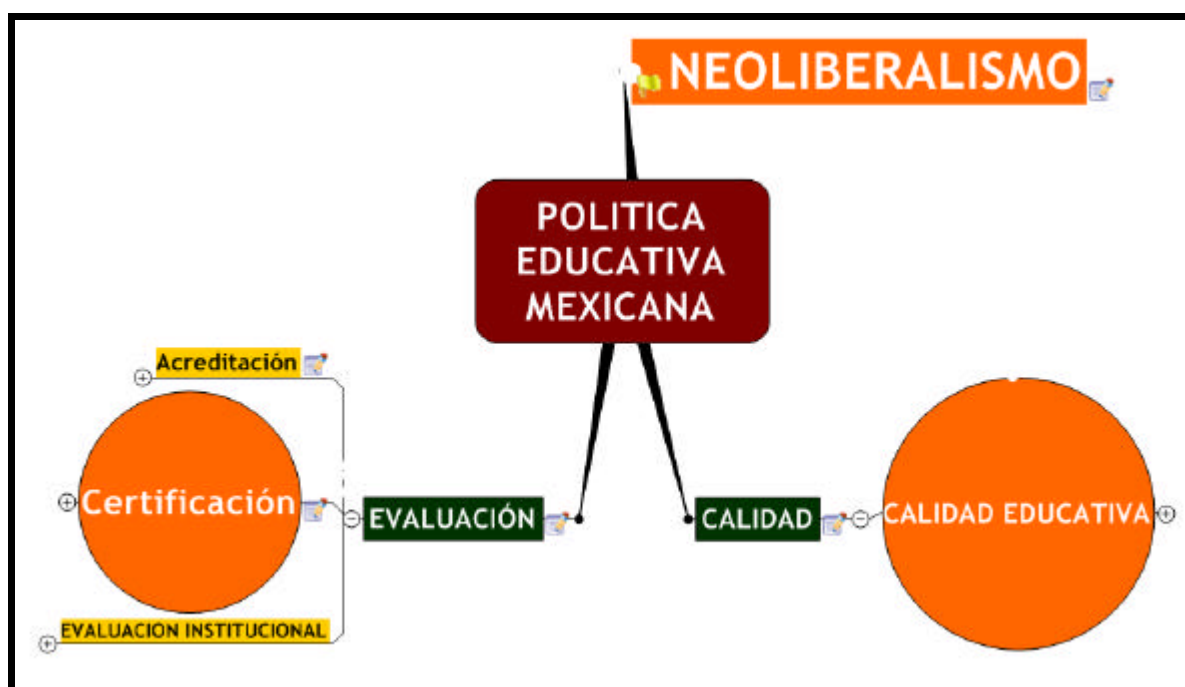 NEOLIBERALISMO
POLITICA
EDUCATIVA
MEXICANA
Acreditación
Certificación
EVALUACIÓN
CALIDAD
CALIDAD EDUCATIVA
EVALUACION INSTITUCIONAL